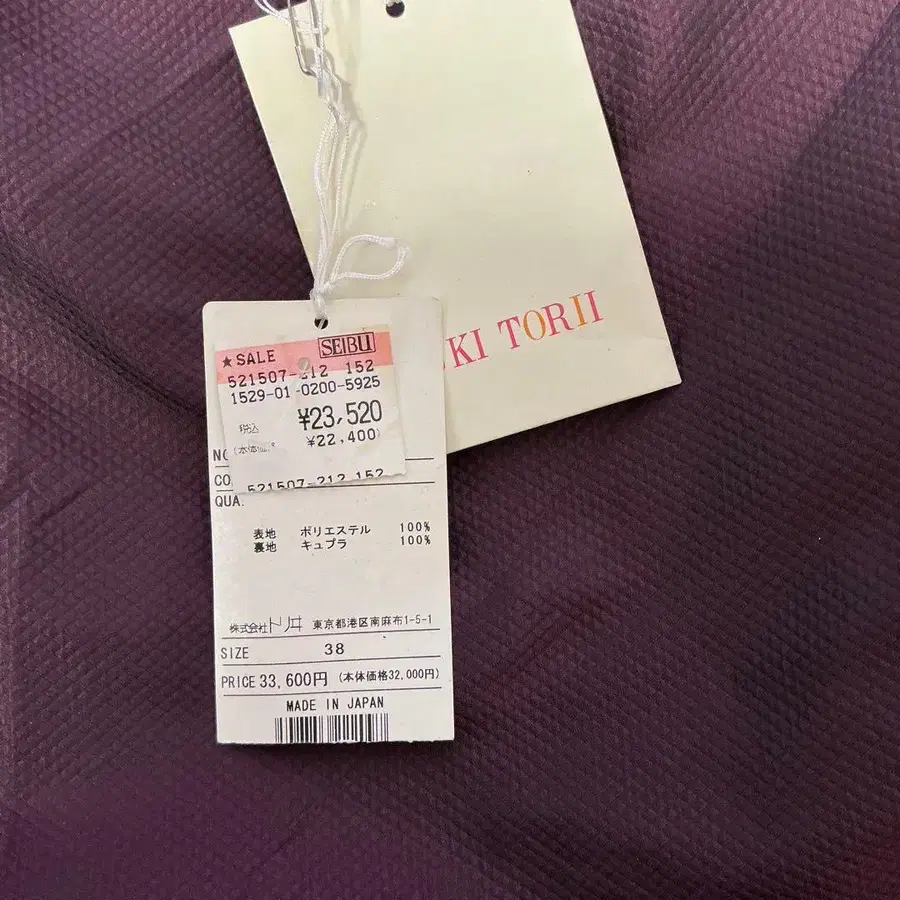 KI TORII
★SALE SEIBU
521507-212 152
1529-01-0200-5925
税込 ¥23,520
(本体 ¥22,400)
NO
CO 521507-212 152
QUA.
表地 ポリエステル 100%
裏地 キュプラ 100%
株式会社トリヰ 東京都港区南麻布1-5-1
SIZE 38
PRICE 33,600円 (本体価格32,000円)
MADE IN JAPAN